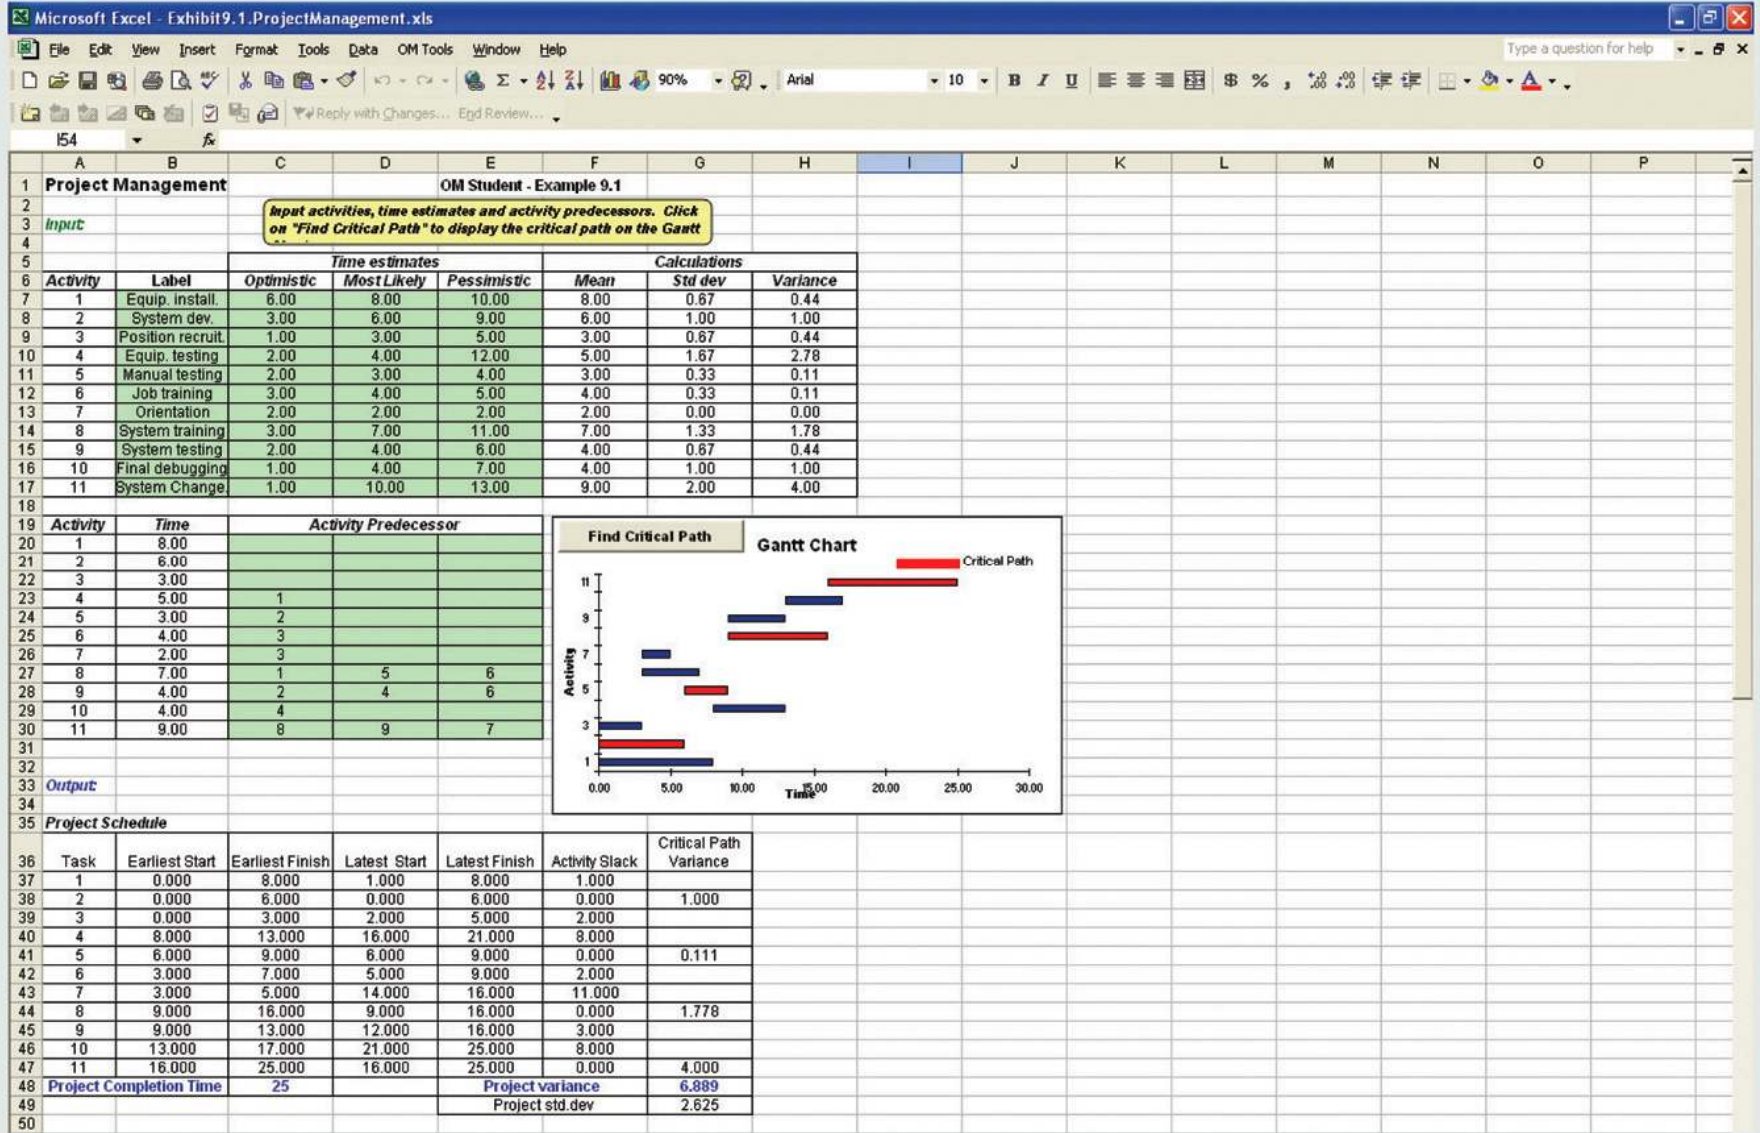 Microsoft Excel - Exhibit9.1.ProjectManagement.xls
File Edit View Insert Format Tools Data OM Tools Window Help Type a question for help
90% Arial 10 B I U $ % ,
Reply with Changes... End Review...
I54 fx
A B C D E F G H I J K L M N O P
1 Project Management OM Student - Example 9.1
2 Input activities, time estimates and activity predecessors. Click
3 Input: on "Find Critical Path" to display the critical path on the Gantt
4
5 Time estimates Calculations
6 Activity Label Optimistic Most Likely Pessimistic Mean Std dev Variance
7 1 Equip. install. 6.00 8.00 10.00 8.00 0.67 0.44
8 2 System dev. 3.00 6.00 9.00 6.00 1.00 1.00
9 3 Position recruit. 1.00 3.00 5.00 3.00 0.67 0.44
10 4 Equip. testing 2.00 4.00 12.00 5.00 1.67 2.78
11 5 Manual testing 2.00 3.00 4.00 3.00 0.33 0.11
12 6 Job training 3.00 4.00 5.00 4.00 0.33 0.11
13 7 Orientation 2.00 2.00 2.00 2.00 0.00 0.00
14 8 System training 3.00 7.00 11.00 7.00 1.33 1.78
15 9 System testing 2.00 4.00 6.00 4.00 0.67 0.44
16 10 Final debugging 1.00 4.00 7.00 4.00 1.00 1.00
17 11 System Change. 1.00 10.00 13.00 9.00 2.00 4.00
18
19 Activity Time Activity Predecessor
20 1 8.00
21 2 6.00
22 3 3.00
23 4 5.00 1
24 5 3.00 2
25 6 4.00 3
26 7 2.00 3
27 8 7.00 1 5 6
28 9 4.00 2 4 6
29 10 4.00 4
30 11 9.00 8 9 7
31
32
33 Output:
34
Find Critical Path
Gantt Chart
Critical Path
11
9
7
5
3
1
Activity
0.00 5.00 10.00 15.00 20.00 25.00 30.00
Time
35 Project Schedule
Critical Path
36 Task Earliest Start Earliest Finish Latest Start Latest Finish Activity Slack Variance
37 1 0.000 8.000 1.000 8.000 1.000
38 2 0.000 6.000 0.000 6.000 0.000 1.000
39 3 0.000 3.000 2.000 5.000 2.000
40 4 8.000 13.000 16.000 21.000 8.000
41 5 6.000 9.000 6.000 9.000 0.000 0.111
42 6 3.000 7.000 5.000 9.000 2.000
43 7 3.000 5.000 14.000 16.000 11.000
44 8 9.000 16.000 9.000 16.000 0.000 1.778
45 9 9.000 13.000 12.000 16.000 3.000
46 10 13.000 17.000 21.000 25.000 8.000
47 11 16.000 25.000 16.000 25.000 0.000 4.000
48 Project Completion Time 25 Project variance 6.889
49 Project std.dev 2.625
50